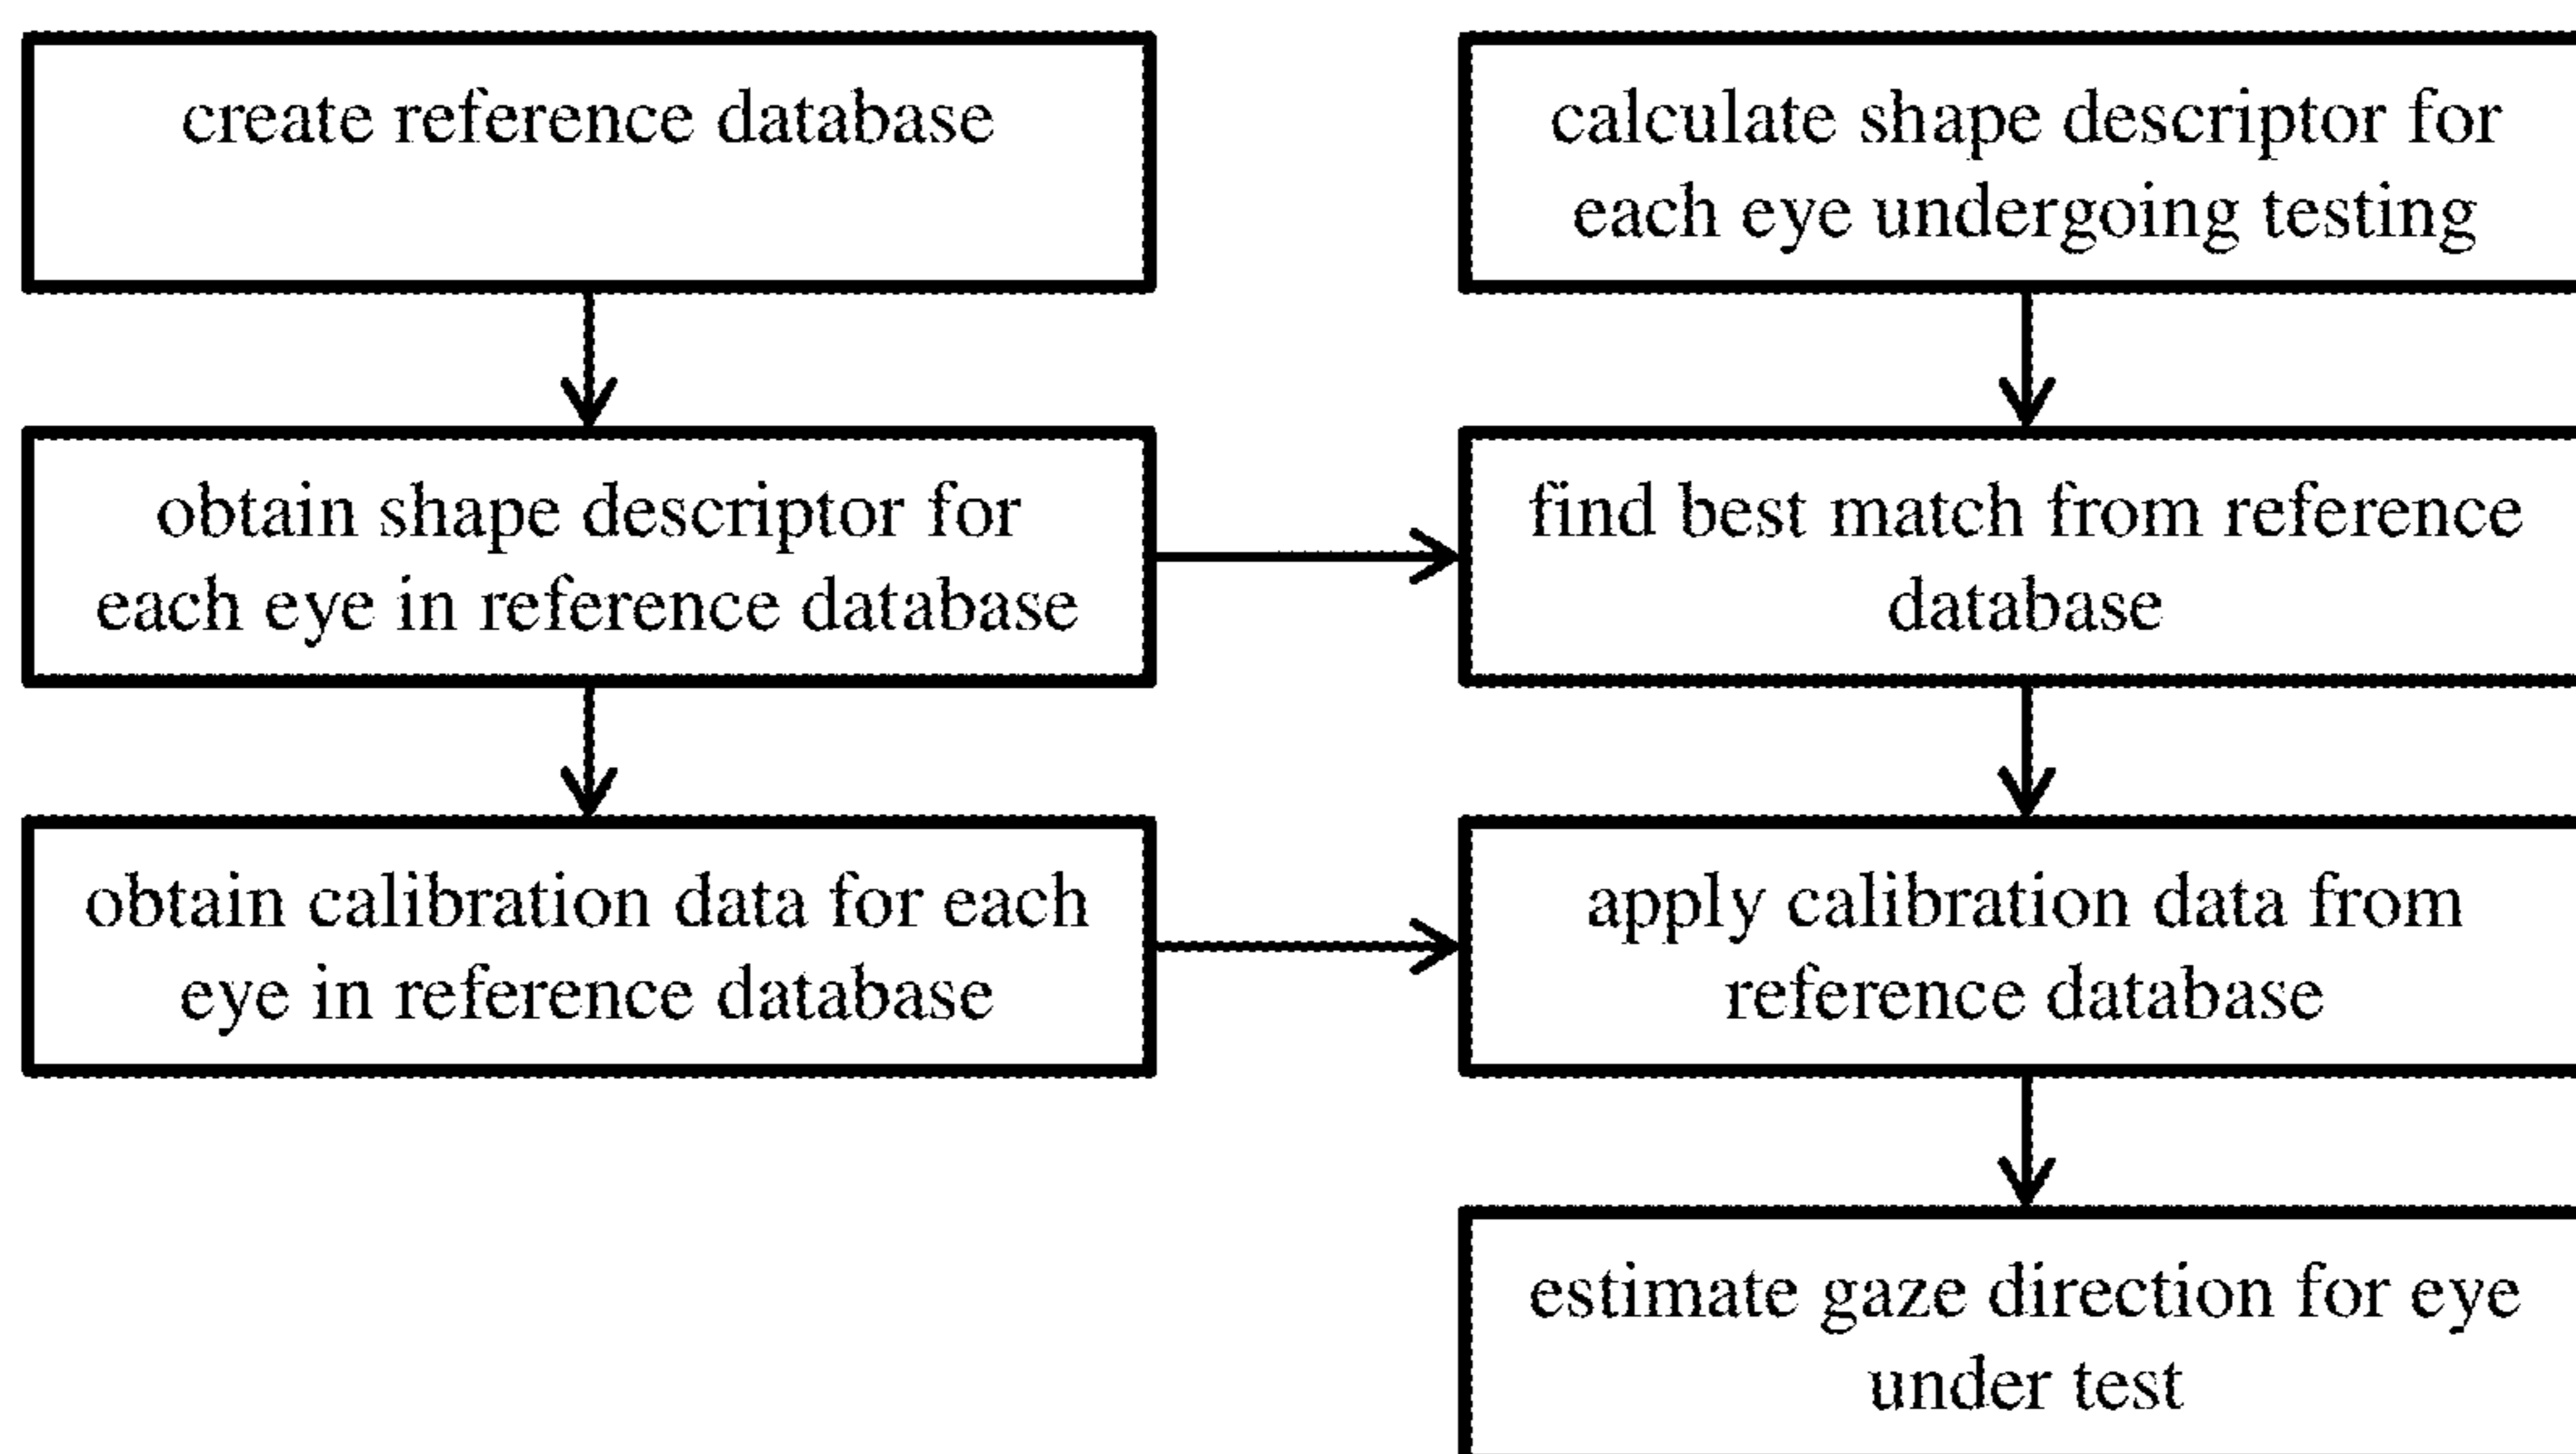 create reference database
calculate shape descriptor for
each eye undergoing testing
obtain shape descriptor for
each eye in reference database
find best match from reference
database
obtain calibration data for each
eye in reference database
apply calibration data from
reference database
estimate gaze direction for eye
under test